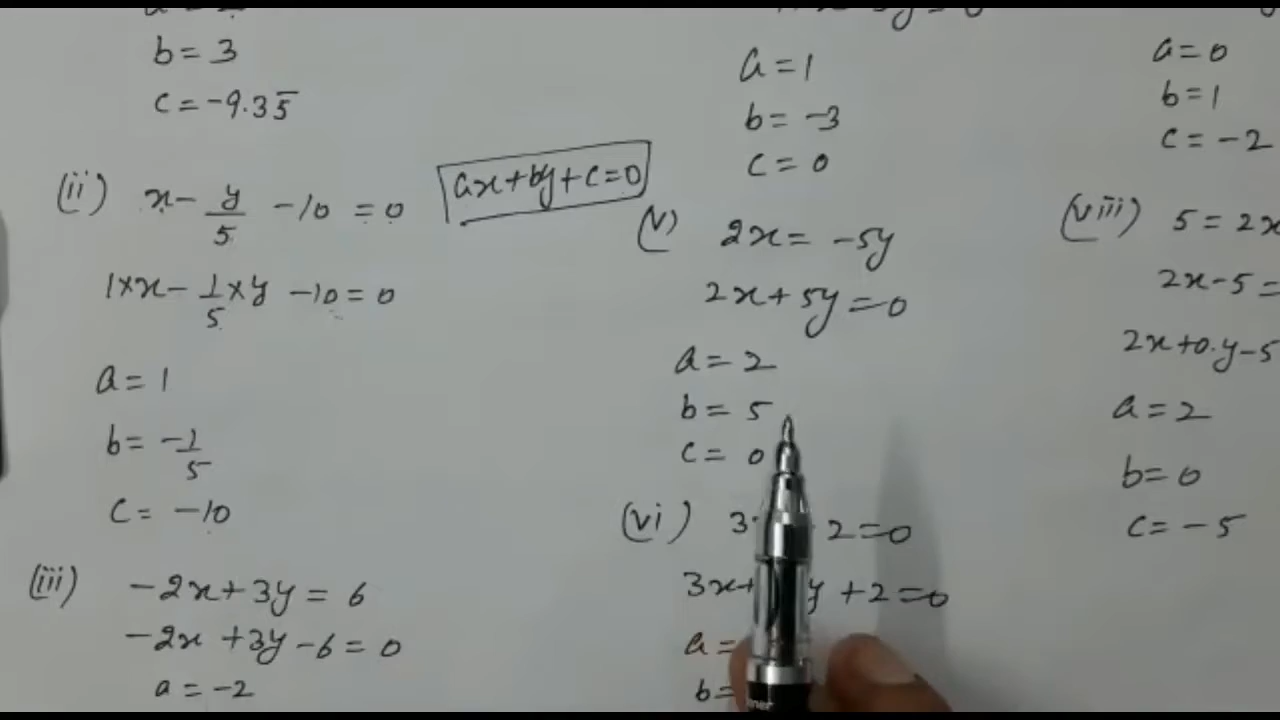 b = 3
c = -9.35̅
(ii) x - y/5 - 10 = 0
ax+by+c=0
1×x - 1/5×y - 10 = 0
a = 1
b = -1/5
c = -10
(iii) -2x + 3y = 6
-2x + 3y - 6 = 0
a = -2
a = 1
b = -3
c = 0
(v) 2x = -5y
2x + 5y = 0
a = 2
b = 5
c = 0
(vi) 3 2 = 0
3x+ y + 2 = 0
a =
b =
a = 0
b = 1
c = -2
(viii) 5 = 2x
2x - 5 =
2x+0.y-5
a = 2
b = 0
c = -5